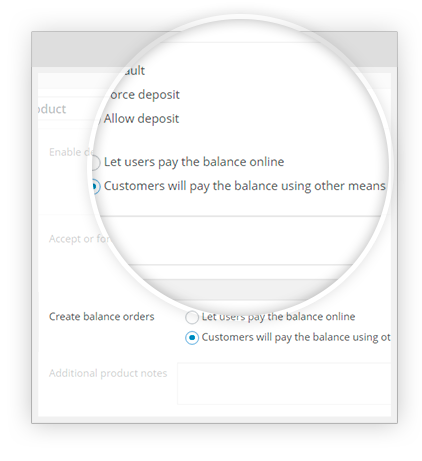 ault
orce deposit
Allow deposit
oduct
Enable de
Let users pay the balance online
Customers will pay the balance using other means
Accept or for
Create balance orders
Let users pay the balance online
Customers will pay the balance using ot
Additional product notes